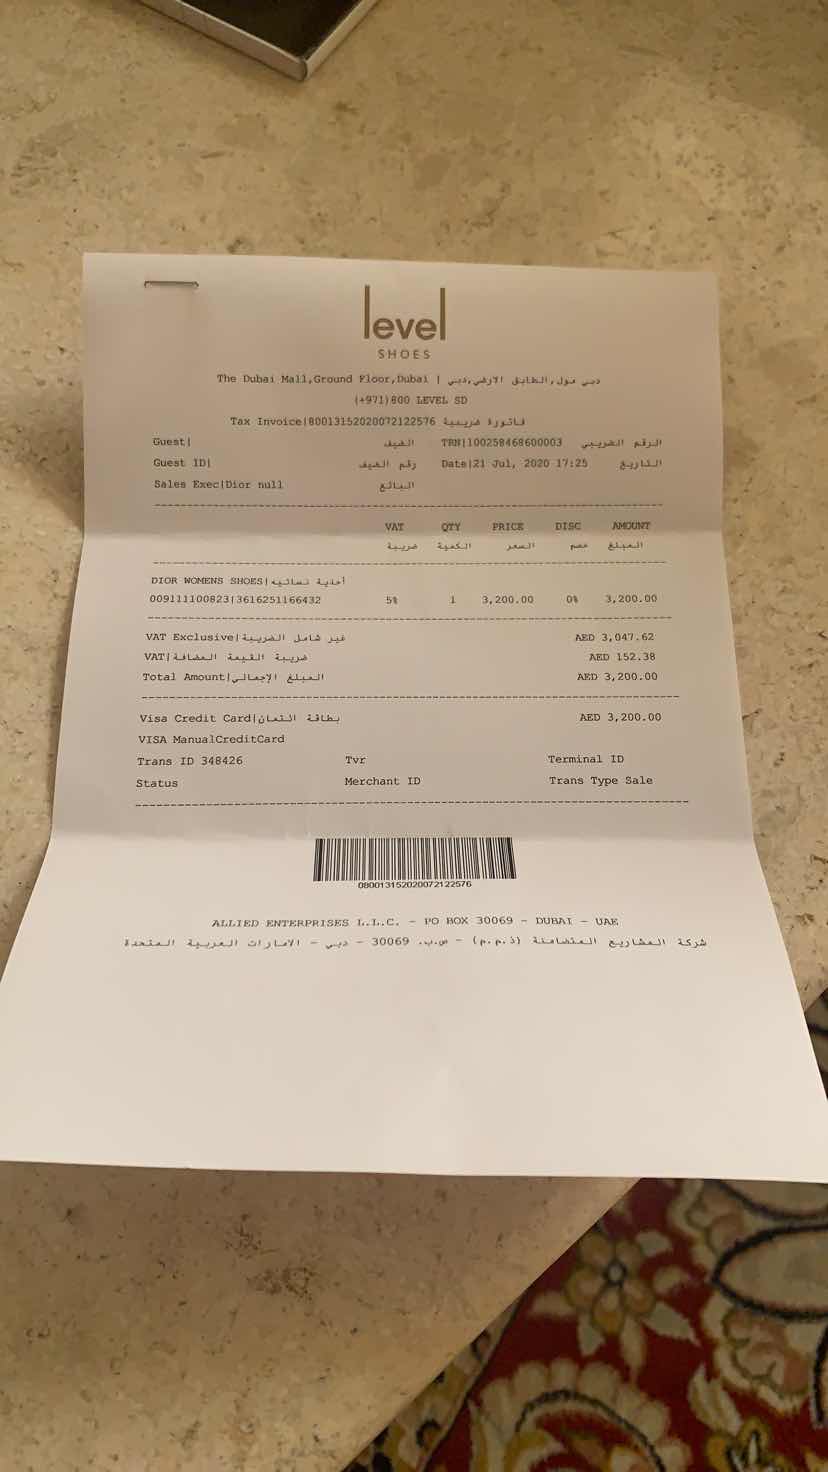 level
SHOES
The Dubai Mall,Ground Floor,Dubai | دبي مول,الطابق الارضي,دبي
(+971)800 LEVEL SD
Tax Invoice|80013152020072122576 فاتورة ضريبية
Guest| الضيف TRN|100258468600003 الرقم الضريبي
Guest ID| رقم الضيف Date|21 Jul, 2020 17:25 التاريخ
Sales Exec|Dior null البائع
VAT QTY PRICE DISC AMOUNT
ضريبة الكمية السعر خصم المبلغ
DIOR WOMENS SHOES|أحذية نسائيه
009111100823|3616251166432 5% 1 3,200.00 0% 3,200.00
VAT Exclusive|غير شامل الضريبة AED 3,047.62
VAT|ضريبة القيمة المضافة AED 152.38
Total Amount|المبلغ الإجمالي AED 3,200.00
Visa Credit Card|بطاقة ائتمان AED 3,200.00
VISA ManualCreditCard
Trans ID 348426 Tvr Terminal ID
Status Merchant ID Trans Type Sale
080013152020072122576
ALLIED ENTERPRISES L.L.C. - PO BOX 30069 - DUBAI - UAE
شركة المشاريع المتضامنة (ذ.م.م) - ص.ب. 30069 - دبي - الامارات العربية المتحدة